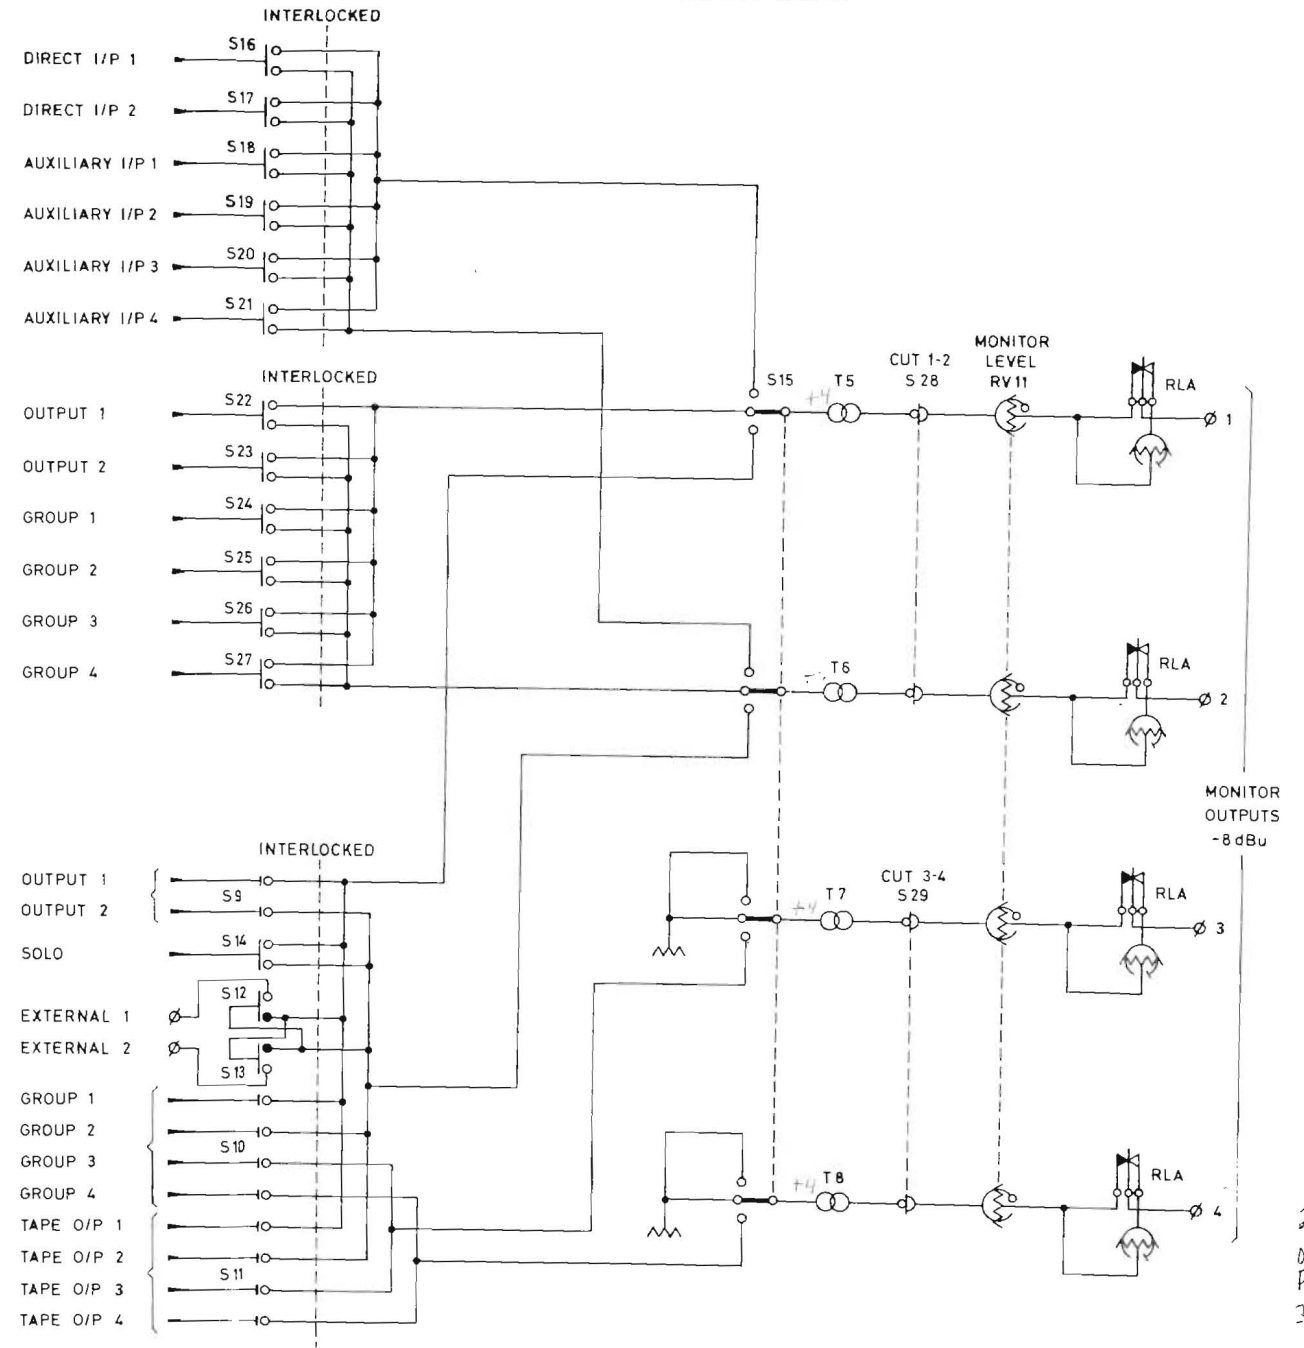 INTERLOCKED
DIRECT I/P 1
S16
DIRECT I/P 2
S17
AUXILIARY I/P 1
S18
AUXILIARY I/P 2
S19
AUXILIARY I/P 3
S20
AUXILIARY I/P 4
S21
INTERLOCKED
OUTPUT 1
S22
OUTPUT 2
S23
GROUP 1
S24
GROUP 2
S25
GROUP 3
S26
GROUP 4
S27
INTERLOCKED
OUTPUT 1
OUTPUT 2
S9
SOLO
S14
EXTERNAL 1
S12
EXTERNAL 2
S13
GROUP 1
GROUP 2
GROUP 3
S10
GROUP 4
TAPE O/P 1
TAPE O/P 2
TAPE O/P 3
S11
TAPE O/P 4
S15
+4
T5
CUT 1-2
S28
MONITOR
LEVEL
RV11
RLA
1
T6
RLA
2
+4
T7
CUT 3-4
S29
RLA
3
+4
T8
RLA
4
MONITOR
OUTPUTS
-8dBu